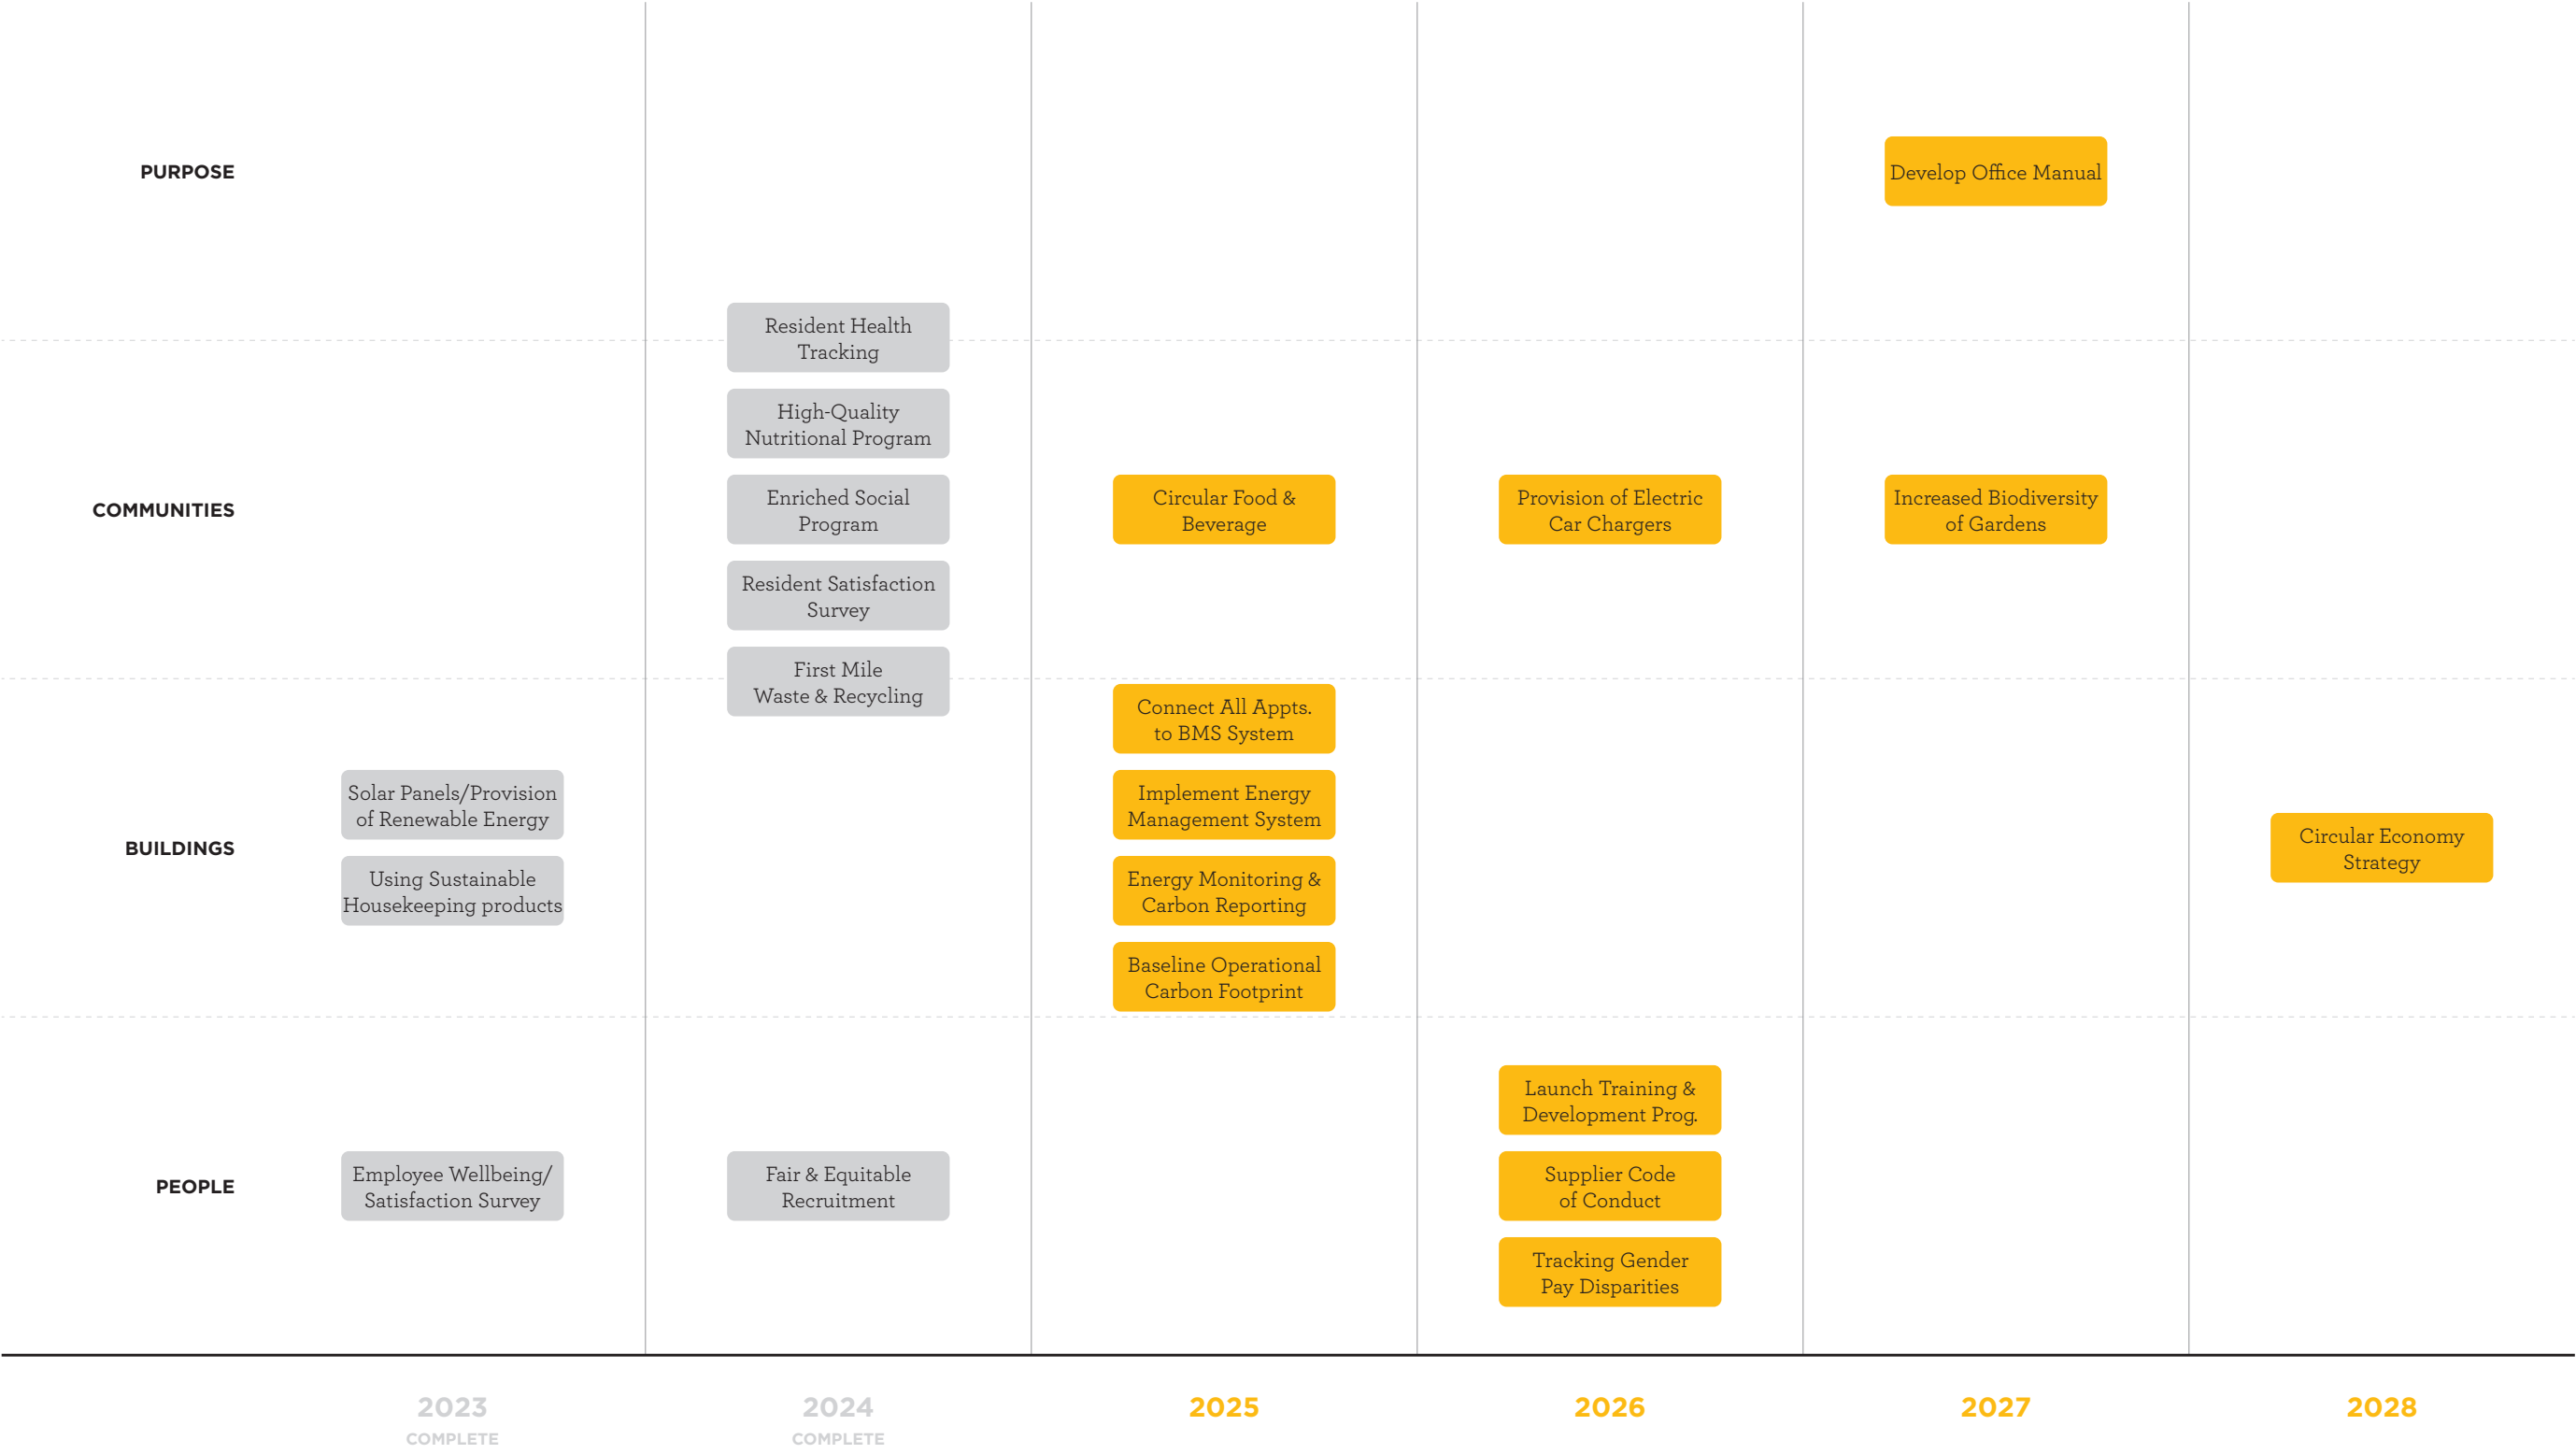 PURPOSE
Develop Office Manual
COMMUNITIES
Resident Health
Tracking
High-Quality
Nutritional Program
Enriched Social
Program
Resident Satisfaction
Survey
First Mile
Waste & Recycling
Circular Food &
Beverage
Provision of Electric
Car Chargers
Increased Biodiversity
of Gardens
BUILDINGS
Solar Panels/Provision
of Renewable Energy
Using Sustainable
Housekeeping products
Connect All Appts.
to BMS System
Implement Energy
Management System
Energy Monitoring &
Carbon Reporting
Baseline Operational
Carbon Footprint
Circular Economy
Strategy
PEOPLE
Employee Wellbeing/
Satisfaction Survey
Fair & Equitable
Recruitment
Launch Training &
Development Prog.
Supplier Code
of Conduct
Tracking Gender
Pay Disparities
2023
COMPLETE
2024
COMPLETE
2025
2026
2027
2028